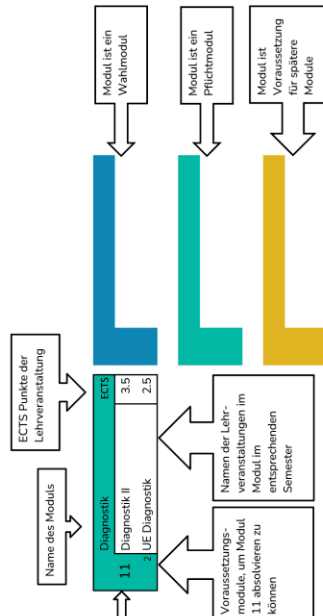 Modul ist ein
Wahlmodul
Modul ist ein
Pflichtmodul
Modul ist
Voraussetzung
für spätere
Module
ECTS Punkte der
Lehrveranstaltung
Name des Moduls
Diagnostik ECTS
11 Diagnostik II 3.5
2 UE Diagnostik 2.5
Namen der Lehr-
veranstaltungen im
Modul im
entsprechenden
Semester
Voraussetzungs-
module, um Modul
11 absolvieren zu
können